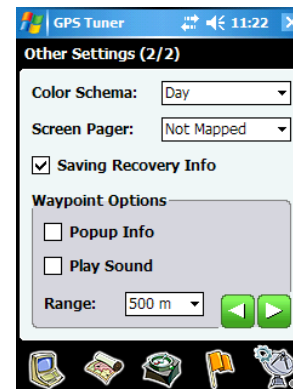 GPS Tuner 11:22
Other Settings (2/2)
Color Schema: Day
Screen Pager: Not Mapped
Saving Recovery Info
Waypoint Options
Popup Info
Play Sound
Range: 500 m